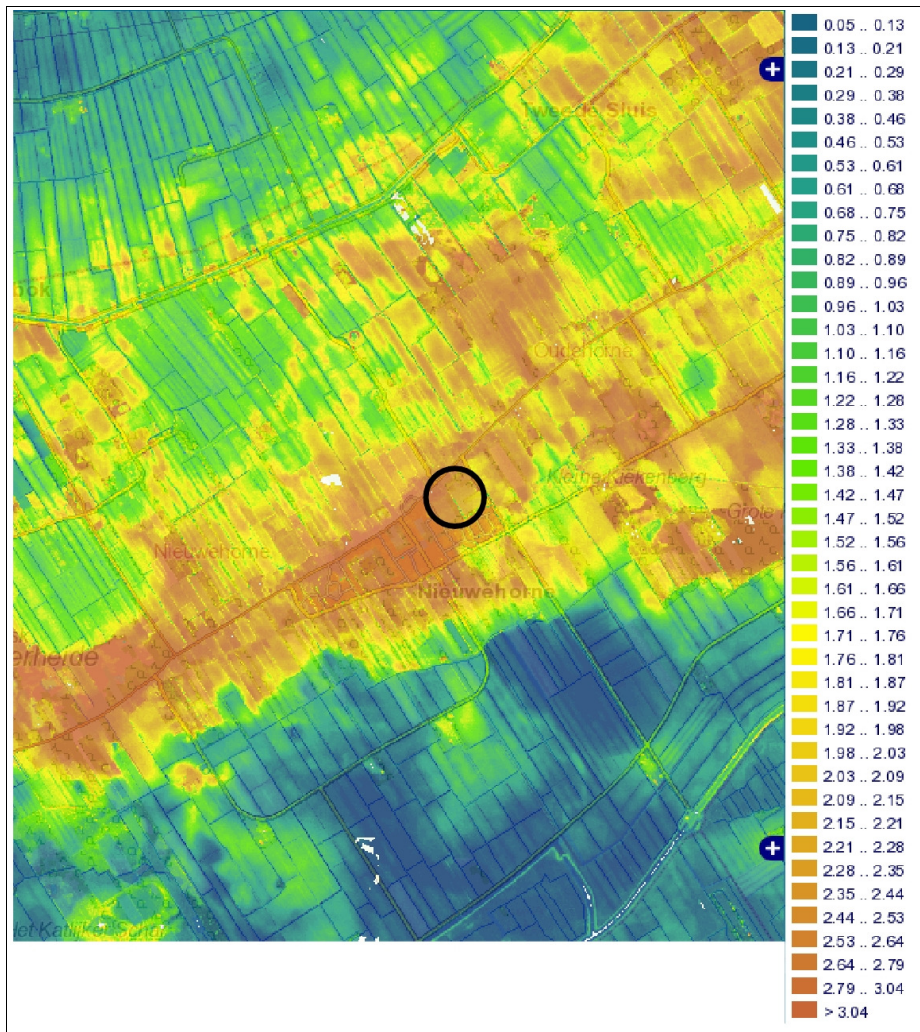 Tweede Sluis
bok
Oudehorne
Kleine Kiekenberg
Grote
Nieuwehorne
Nieuwehorne
erheide
Het Katlijker Schar
0.05 .. 0.13
0.13 .. 0.21
0.21 .. 0.29
0.29 .. 0.38
0.38 .. 0.46
0.46 .. 0.53
0.53 .. 0.61
0.61 .. 0.68
0.68 .. 0.75
0.75 .. 0.82
0.82 .. 0.89
0.89 .. 0.96
0.96 .. 1.03
1.03 .. 1.10
1.10 .. 1.16
1.16 .. 1.22
1.22 .. 1.28
1.28 .. 1.33
1.33 .. 1.38
1.38 .. 1.42
1.42 .. 1.47
1.47 .. 1.52
1.52 .. 1.56
1.56 .. 1.61
1.61 .. 1.66
1.66 .. 1.71
1.71 .. 1.76
1.76 .. 1.81
1.81 .. 1.87
1.87 .. 1.92
1.92 .. 1.98
1.98 .. 2.03
2.03 .. 2.09
2.09 .. 2.15
2.15 .. 2.21
2.21 .. 2.28
2.28 .. 2.35
2.35 .. 2.44
2.44 .. 2.53
2.53 .. 2.64
2.64 .. 2.79
2.79 .. 3.04
> 3.04